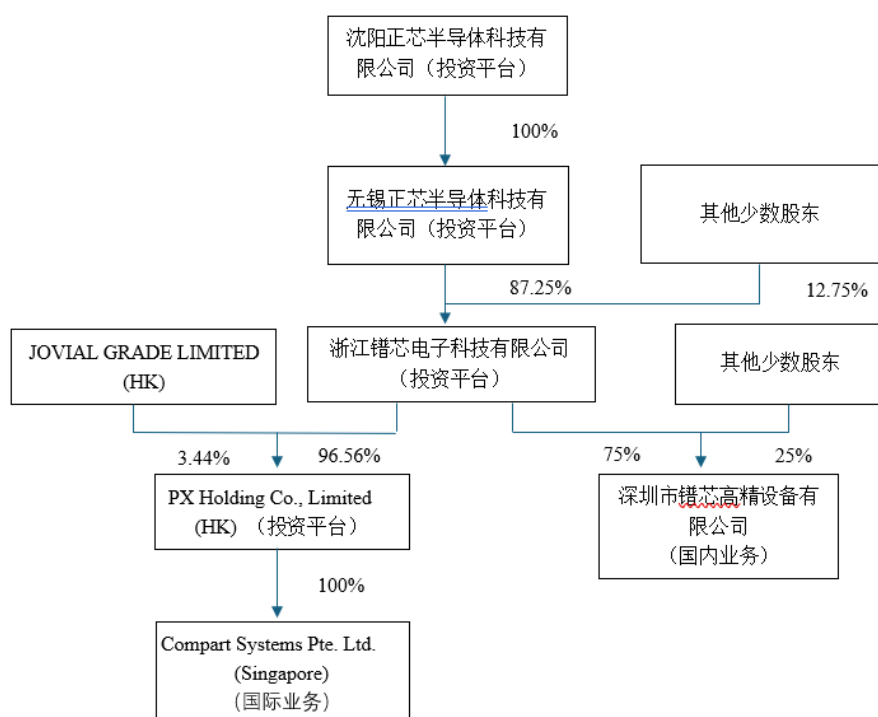 沈阳正芯半导体科技有
限公司（投资平台）
100%
无锡正芯半导体科技有
限公司（投资平台）
其他少数股东
87.25%
12.75%
JOVIAL GRADE LIMITED
(HK)
浙江镨芯电子科技有限公司
（投资平台）
其他少数股东
3.44%
96.56%
75%
25%
PX Holding Co., Limited
(HK) （投资平台）
深圳市镨芯高精设备有
限公司
（国内业务）
100%
Compart Systems Pte. Ltd.
(Singapore)
（国际业务）